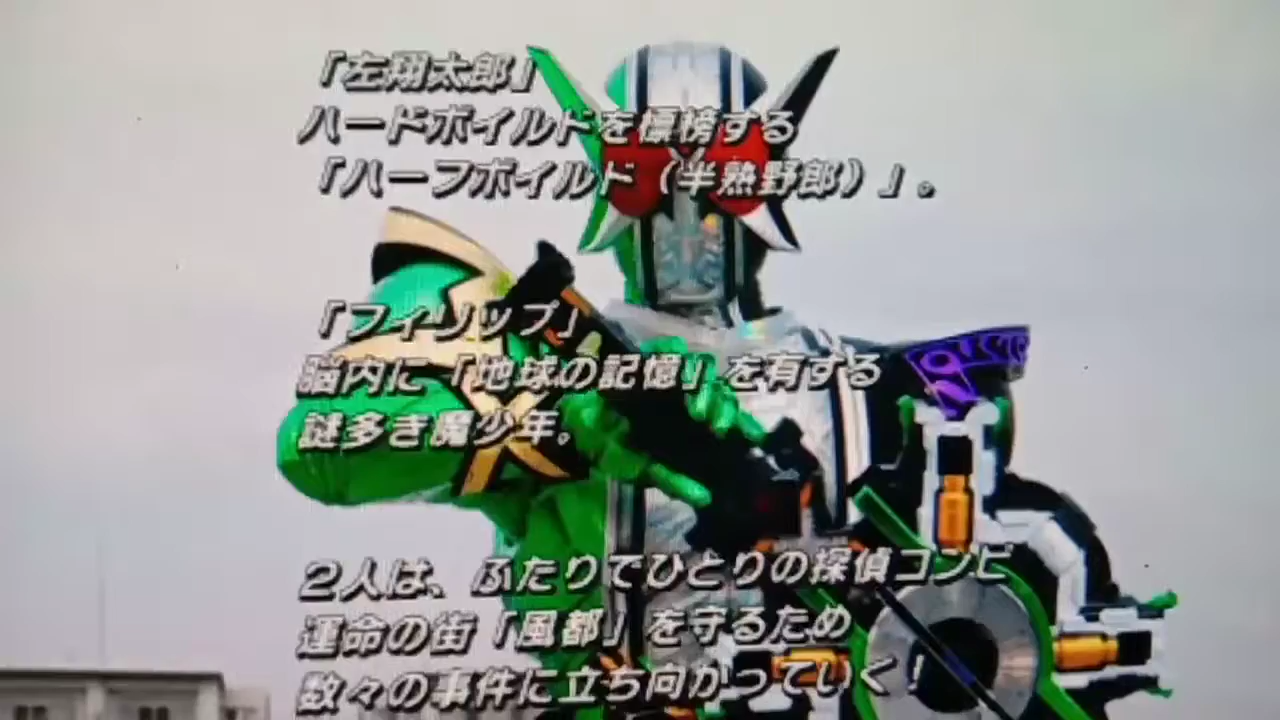 「左翔太郎」
ハードボイルドを標榜する
「ハーフボイルド（半熟野郎）」。
「フィリップ」
脳内に「地球の記憶」を有する
謎多き魔少年。
2人は、ふたりでひとりの探偵コンビ
運命の街「風都」を守るため
数々の事件に立ち向かっていく！